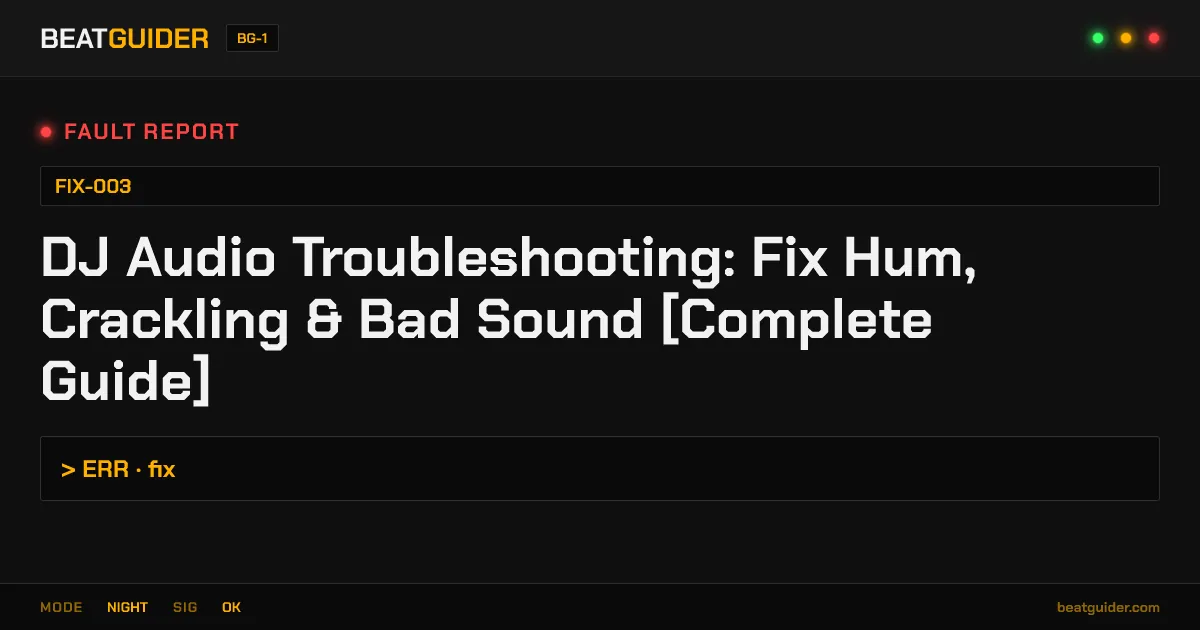 BEATGUIDER BG-1
FAULT REPORT
FIX-003
DJ Audio Troubleshooting: Fix Hum,
Crackling & Bad Sound [Complete
Guide]
> ERR · fix
MODE NIGHT SIG OK beatguider.com